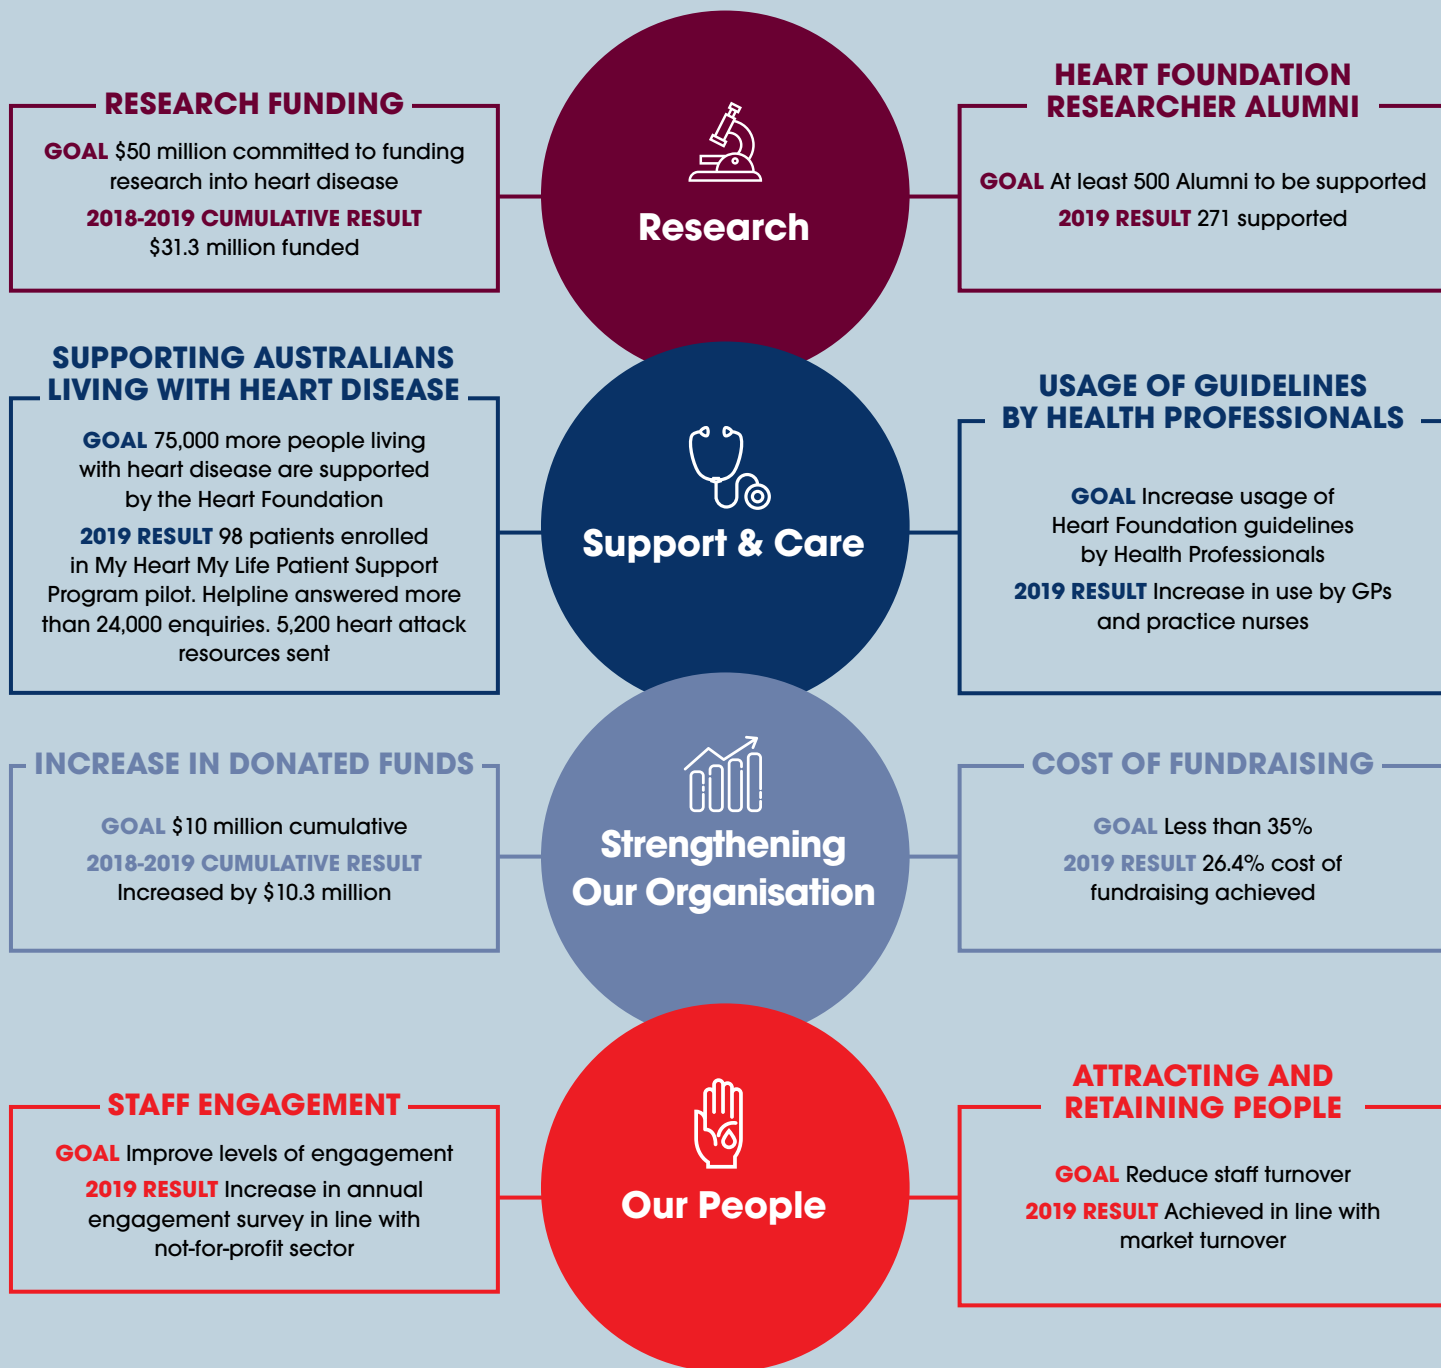 RESEARCH FUNDING
GOAL $50 million committed to funding
research into heart disease
2018-2019 CUMULATIVE RESULT
$31.3 million funded
Research
HEART FOUNDATION
RESEARCHER ALUMNI
GOAL At least 500 Alumni to be supported
2019 RESULT 271 supported
SUPPORTING AUSTRALIANS
LIVING WITH HEART DISEASE
GOAL 75,000 more people living
with heart disease are supported
by the Heart Foundation
2019 RESULT 98 patients enrolled
in My Heart My Life Patient Support
Program pilot. Helpline answered more
than 24,000 enquiries. 5,200 heart attack
resources sent
Support & Care
USAGE OF GUIDELINES
BY HEALTH PROFESSIONALS
GOAL Increase usage of
Heart Foundation guidelines
by Health Professionals
2019 RESULT Increase in use by GPs
and practice nurses
INCREASE IN DONATED FUNDS
GOAL $10 million cumulative
2018-2019 CUMULATIVE RESULT
Increased by $10.3 million
Strengthening
Our Organisation
COST OF FUNDRAISING
GOAL Less than 35%
2019 RESULT 26.4% cost of
fundraising achieved
STAFF ENGAGEMENT
GOAL Improve levels of engagement
2019 RESULT Increase in annual
engagement survey in line with
not-for-profit sector
Our People
ATTRACTING AND
RETAINING PEOPLE
GOAL Reduce staff turnover
2019 RESULT Achieved in line with
market turnover